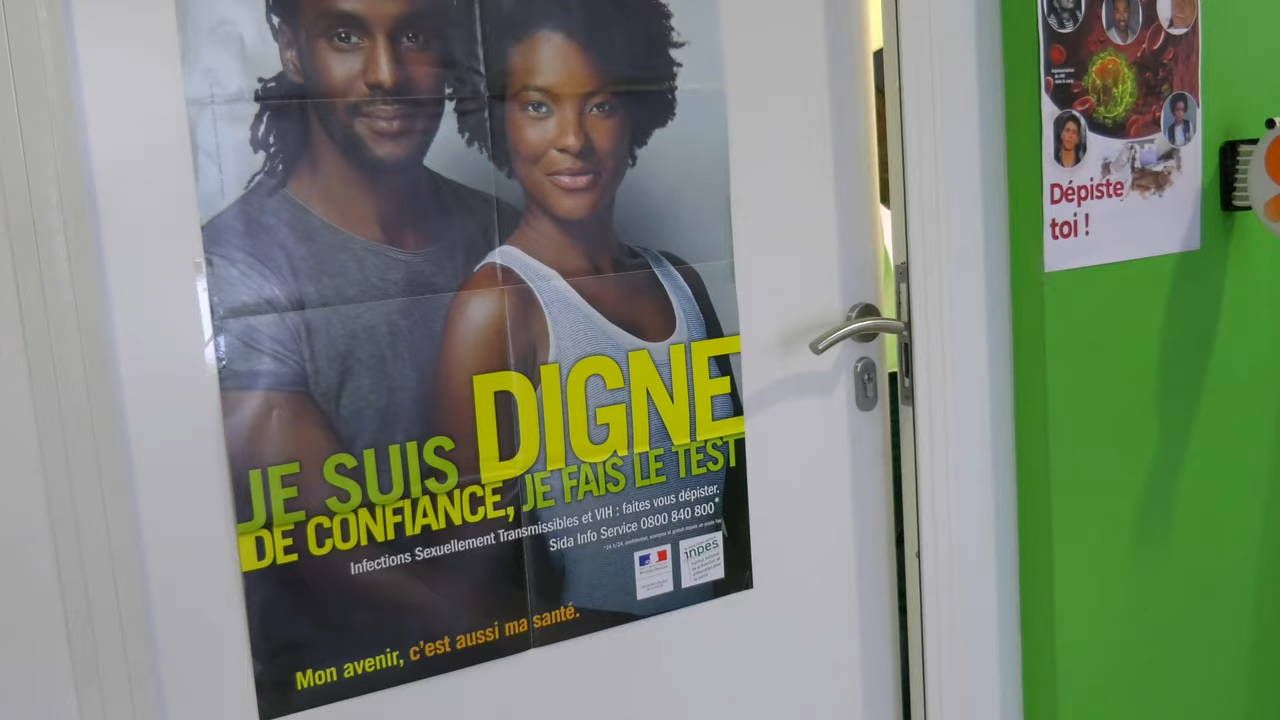 JE SUIS DIGNE
DE CONFIANCE, JE FAIS LE TEST
Infections Sexuellement Transmissibles et VIH : faites vous dépister.
Sida Info Service 0800 840 800*
inpes
Mon avenir, c'est aussi ma santé.
Dépiste
toi !